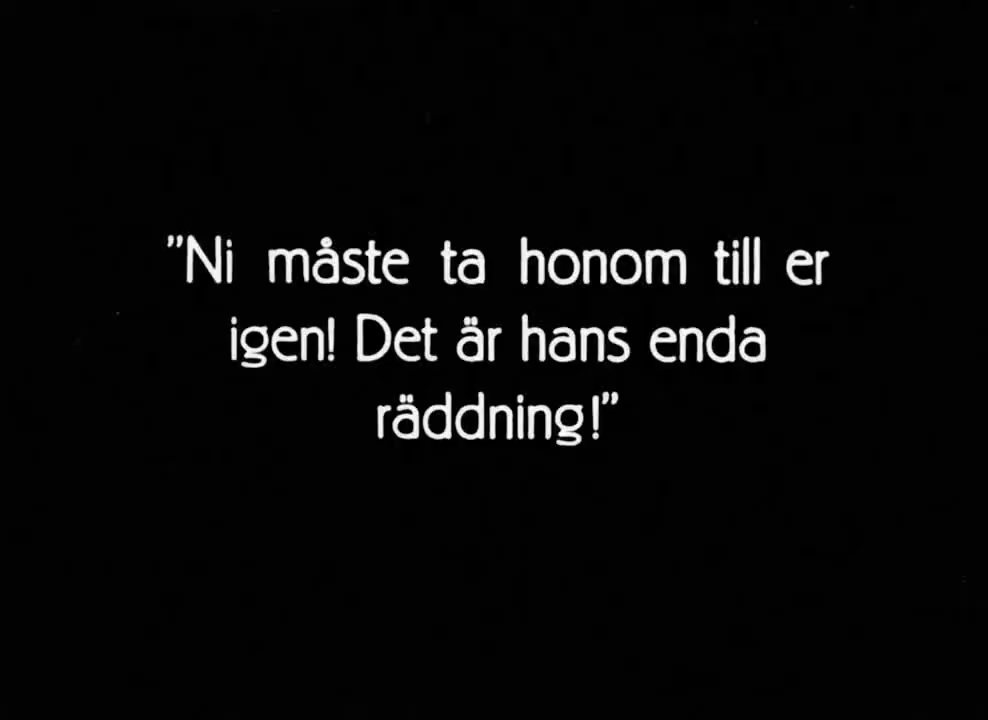 ”Ni måste ta honom till er
igen! Det är hans enda
räddning!”